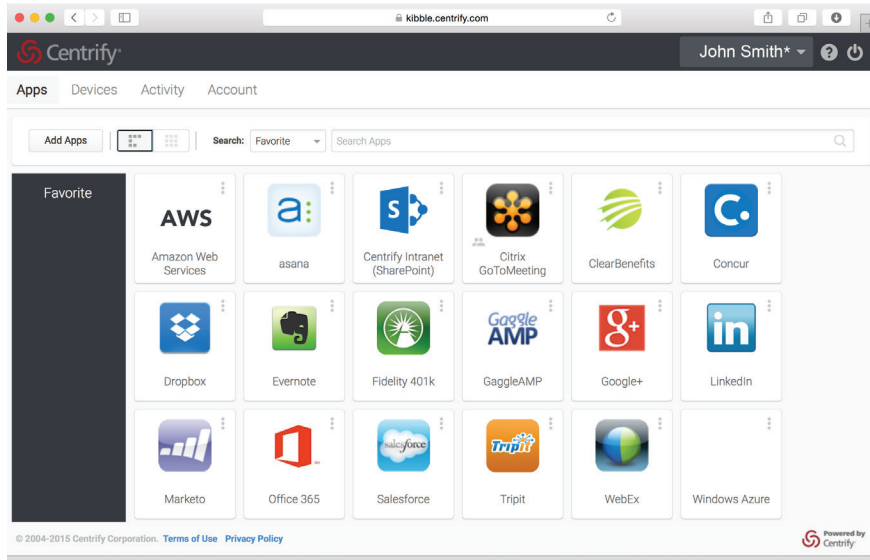 kibble.centrify.com
Centrify
John Smith*
Apps Devices Activity Account
Add Apps Search: Favorite Search Apps
Favorite
AWS
a:
S
C.
Amazon Web
Services
asana
Centrify Intranet
(SharePoint)
Citrix
GoToMeeting
ClearBenefits
Concur
Gaggle
AMP
g+
in
Dropbox
Evernote
Fidelity 401k
GaggleAMP
Google+
LinkedIn
salesforce
TripIt
Marketo
Office 365
Salesforce
Tripit
WebEx
Windows Azure
© 2004-2015 Centrify Corporation. Terms of Use Privacy Policy
Powered by
Centrify